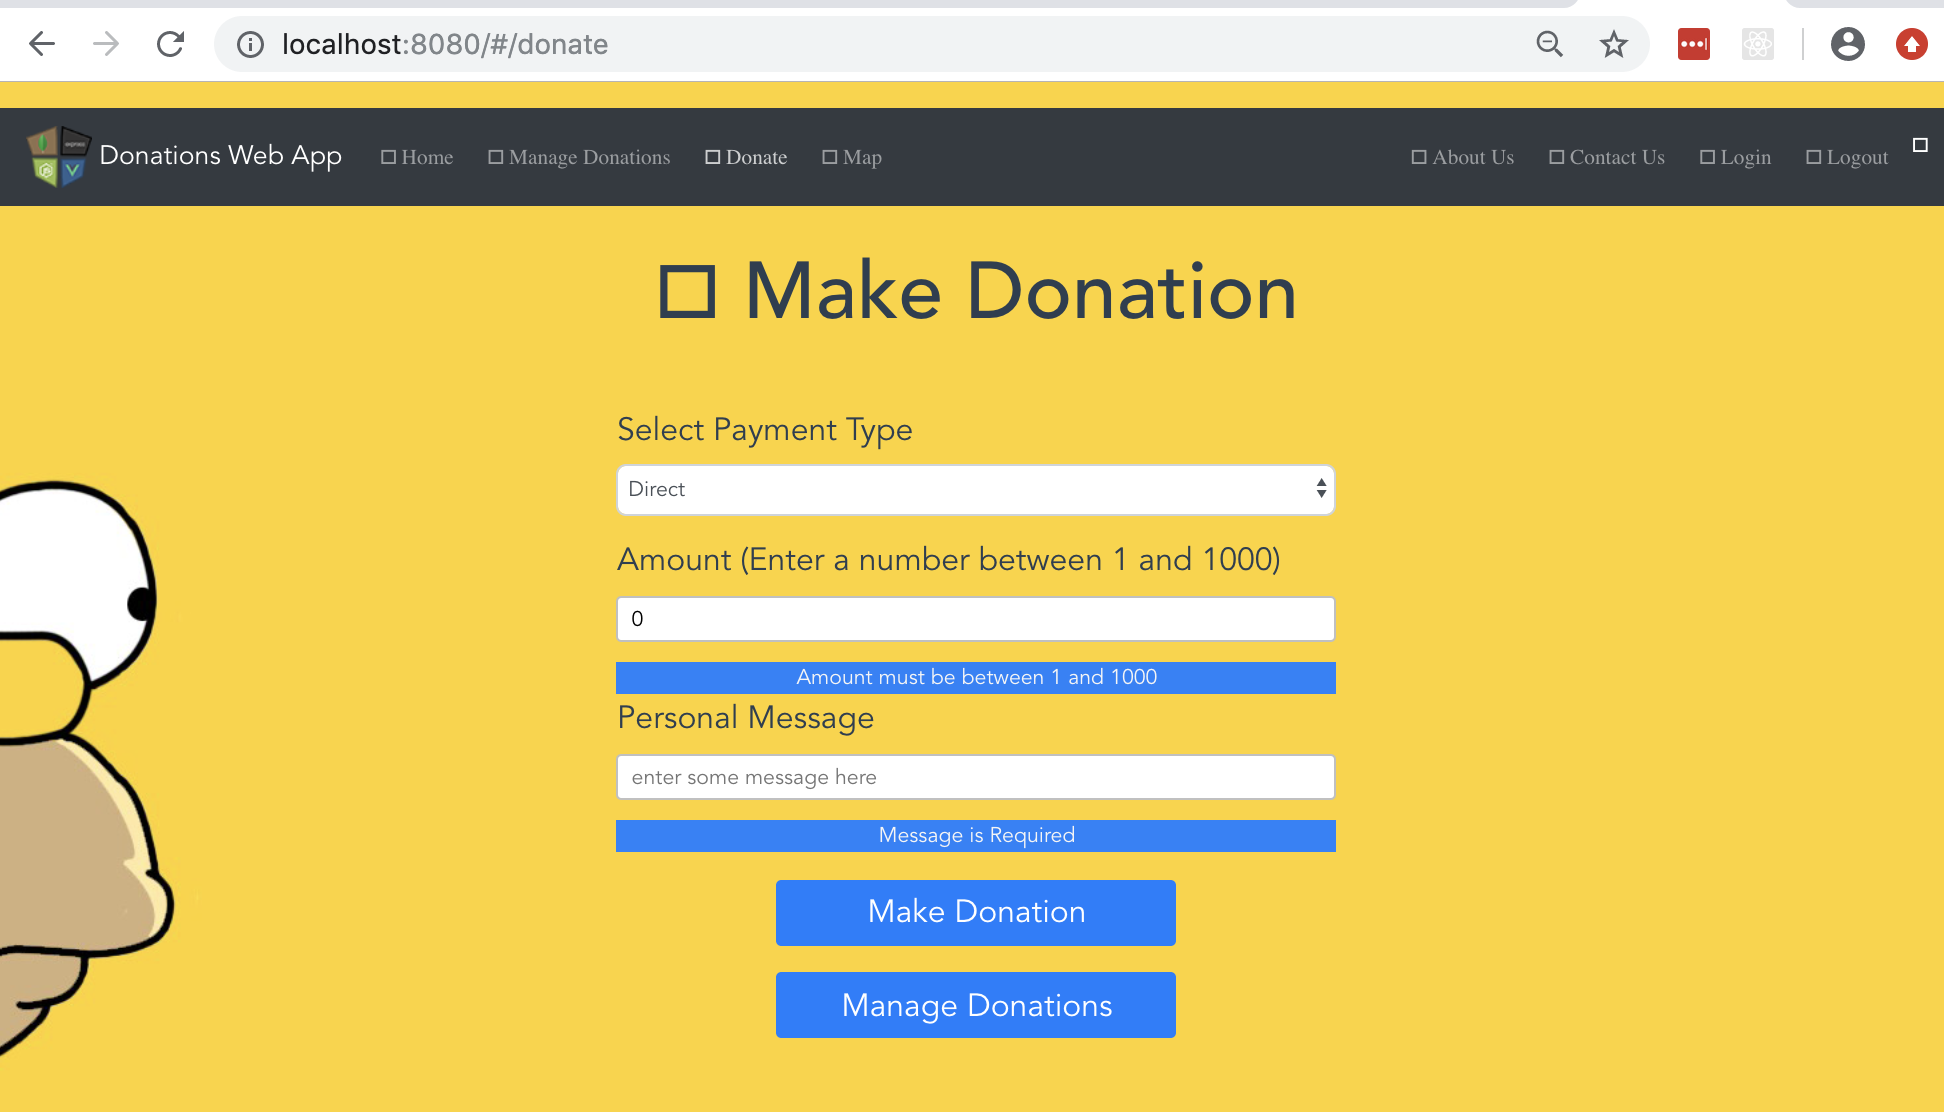 localhost:8080/#/donate
Donations Web App Home Manage Donations Donate Map About Us Contact Us Login Logout
Make Donation
Select Payment Type
Direct
Amount (Enter a number between 1 and 1000)
0
Amount must be between 1 and 1000
Personal Message
enter some message here
Message is Required
Make Donation
Manage Donations